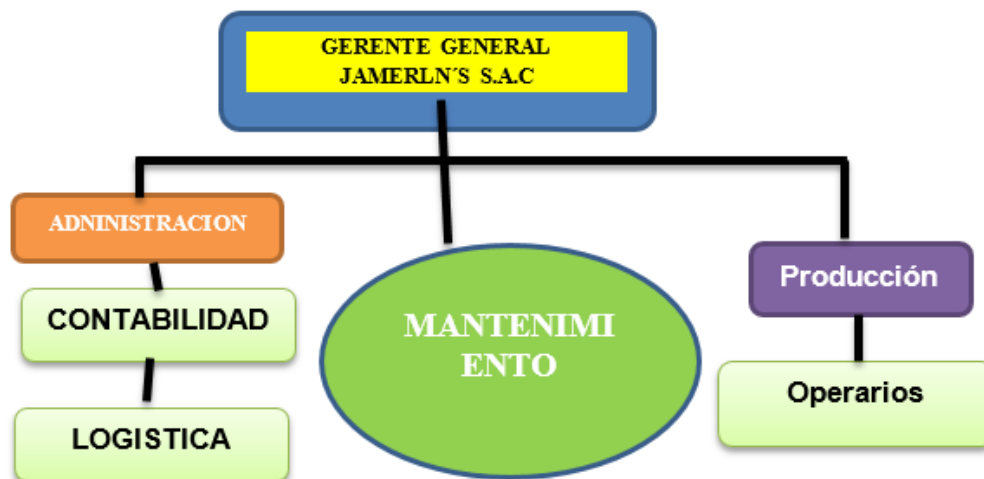 GERENTE GENERAL
JAMERLN´S S.A.C
ADNINISTRACION
CONTABILIDAD
LOGISTICA
MANTENIMI
ENTO
Producción
Operarios